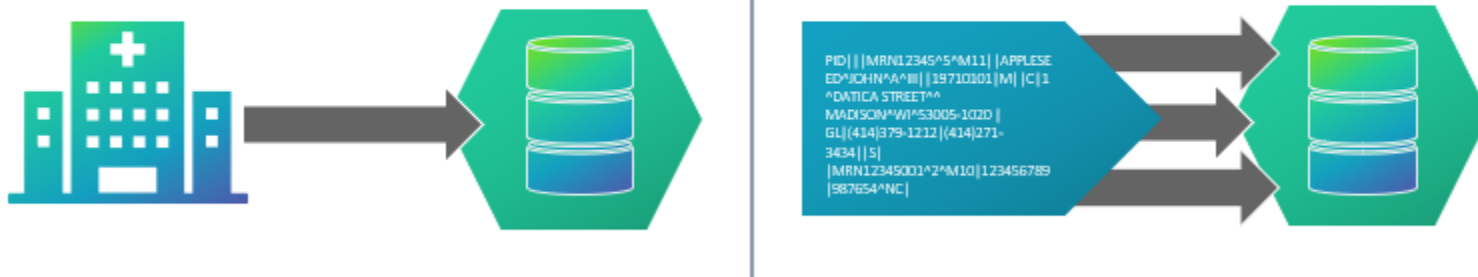 PID|||MRN12345^5^M11||APPLESE
ED^JOHN^A^III||19710101|M||C|1
^DATICA STREET^^
MADISON^WI^53005-1020 |
GL|(414)379-1212|(414)271-
3434||S|
|MRN12345001^2^M10|123456789
|987654^NC|